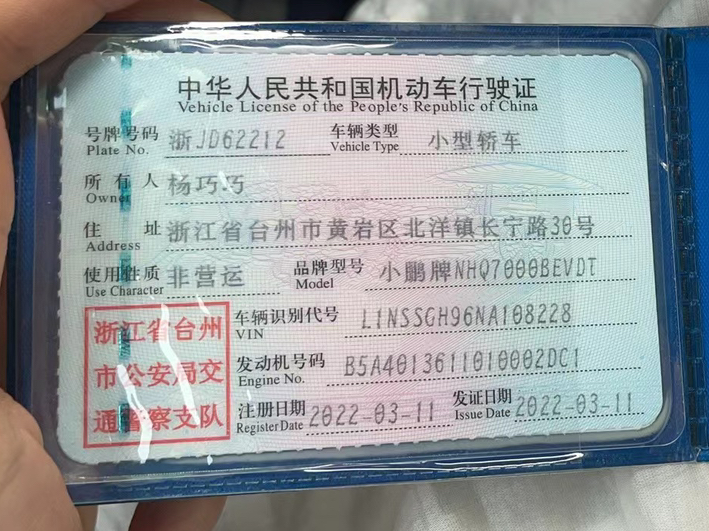 中华人民共和国机动车行驶证
Vehicle License of the People's Republic of China
号牌号码 浙JD62212 车辆类型 小型轿车
Plate No. Vehicle Type
所有人 杨巧巧
Owner
住址 浙江省台州市黄岩区北洋镇长宁路30号
Address
使用性质 非营运 品牌型号 小鹏牌NHQ7000BEVDT
Use Character Model
浙江省台州
市公安局交
通警察支队
车辆识别代号 L1NSSGH96NA108228
VIN
发动机号码 B5A4013611010002DC1
Engine No.
注册日期 2022-03-11 发证日期 2022-03-11
Register Date Issue Date